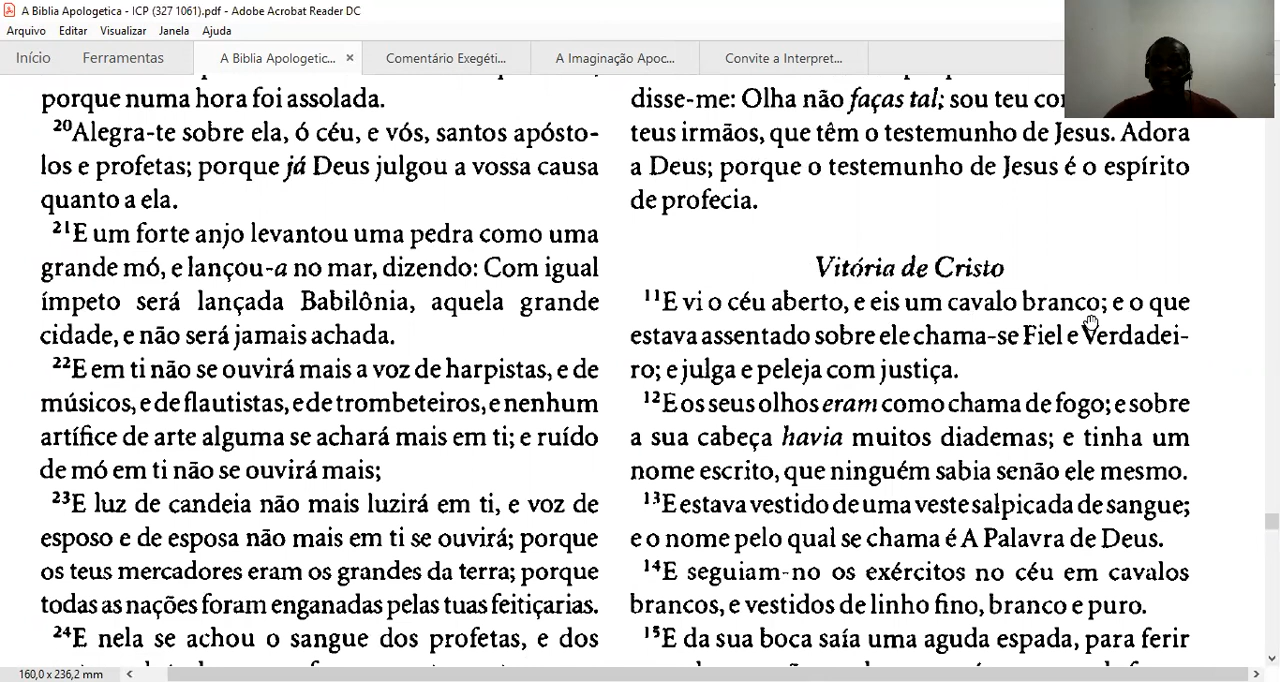 A Biblia Apologetica - ICP (327 1061).pdf - Adobe Acrobat Reader DC
Arquivo Editar Visualizar Janela Ajuda
Início Ferramentas A Biblia Apologetic... × Comentário Exegéti... A Imaginação Apoc... Convite a Interpret...
porque numa hora foi assolada.
20Alegra-te sobre ela, ó céu, e vós, santos apósto-
los e profetas; porque já Deus julgou a vossa causa
quanto a ela.
21E um forte anjo levantou uma pedra como uma
grande mó, e lançou-a no mar, dizendo: Com igual
ímpeto será lançada Babilônia, aquela grande
cidade, e não será jamais achada.
22E em ti não se ouvirá mais a voz de harpistas, e de
músicos, e de flautistas, e de trombeteiros, e nenhum
artífice de arte alguma se achará mais em ti; e ruído
de mó em ti não se ouvirá mais;
23E luz de candeia não mais luzirá em ti, e voz de
esposo e de esposa não mais em ti se ouvirá; porque
os teus mercadores eram os grandes da terra; porque
todas as nações foram enganadas pelas tuas feitiçarias.
24E nela se achou o sangue dos profetas, e dos
disse-me: Olha não faças tal; sou teu
teus irmãos, que têm o testemunho de Jesus. Adora
a Deus; porque o testemunho de Jesus é o espírito
de profecia.
Vitória de Cristo
11E vi o céu aberto, e eis um cavalo branco; e o que
estava assentado sobre ele chama-se Fiel e Verdadei-
ro; e julga e peleja com justiça.
12E os seus olhos eram como chama de fogo; e sobre
a sua cabeça havia muitos diademas; e tinha um
nome escrito, que ninguém sabia senão ele mesmo.
13E estava vestido de uma veste salpicada de sangue;
e o nome pelo qual se chama é A Palavra de Deus.
14E seguiam-no os exércitos no céu em cavalos
brancos, e vestidos de linho fino, branco e puro.
15E da sua boca saía uma aguda espada, para ferir
160,0 x 236,2 mm